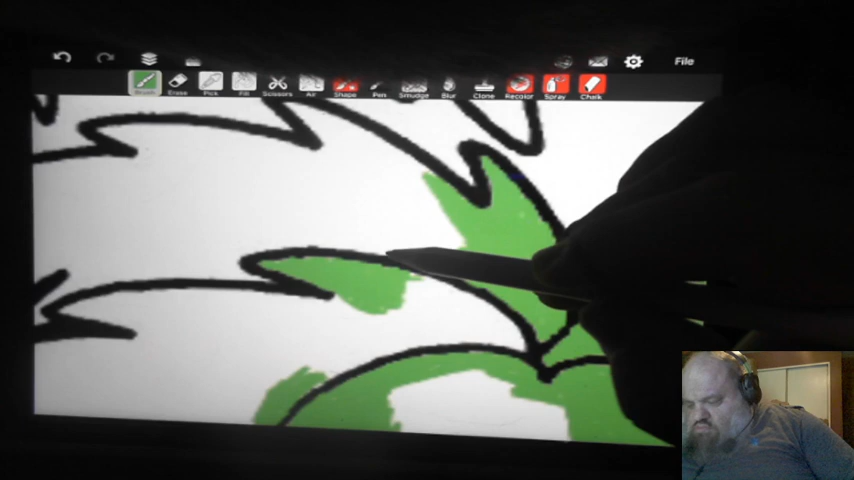 File
Erase
Pick
Fill
Scissors
Air
Shape
Pen
Smudge
Blur
Clone
Recolor
Spray
Chalk